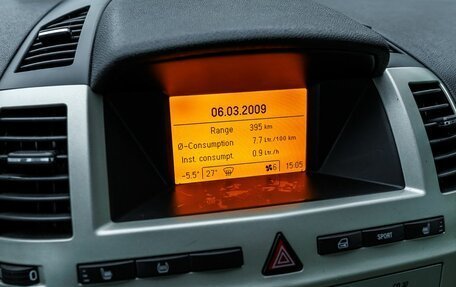 06.03.2009
Range 395 km
Ø-Consumption 7.7 Ltr./100 km
Inst. consumpt. 0.9 Ltr./h
-5.5° 27° 6 15:05
SPORT